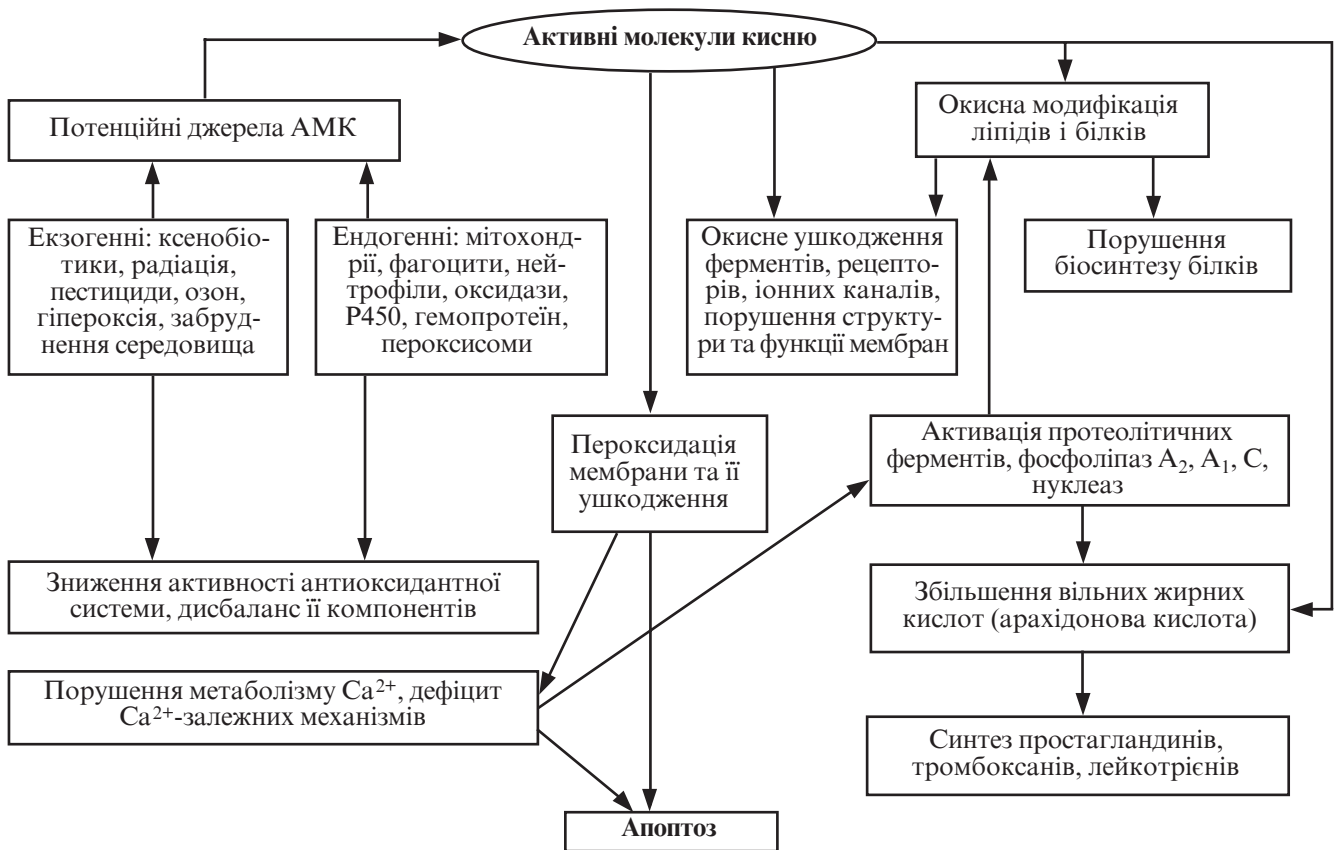 Активні молекули кисню
Потенційні джерела АМК
Окисна модифікація
ліпідів і білків
Екзогенні: ксенобіо-
тики, радіація,
пестициди, озон,
гіпероксія, забруд-
нення середовища
Ендогенні: мітохонд-
рії, фагоцити, ней-
трофіли, оксидази,
Р450, гемопротеїн,
пероксисоми
Окисне ушкодження
ферментів, рецепто-
рів, іонних каналів,
порушення структу-
ри та функції мембран
Порушення
біосинтезу білків
Пероксидація
мембрани та її
ушкодження
Активація протеолітичних
ферментів, фосфоліпаз А₂, А₁, С,
нуклеаз
Зниження активності антиоксидантної
системи, дисбаланс її компонентів
Збільшення вільних жирних
кислот (арахідонова кислота)
Порушення метаболізму Са²⁺, дефіцит
Са²⁺-залежних механізмів
Синтез простагландинів,
тромбоксанів, лейкотрієнів
Апоптоз